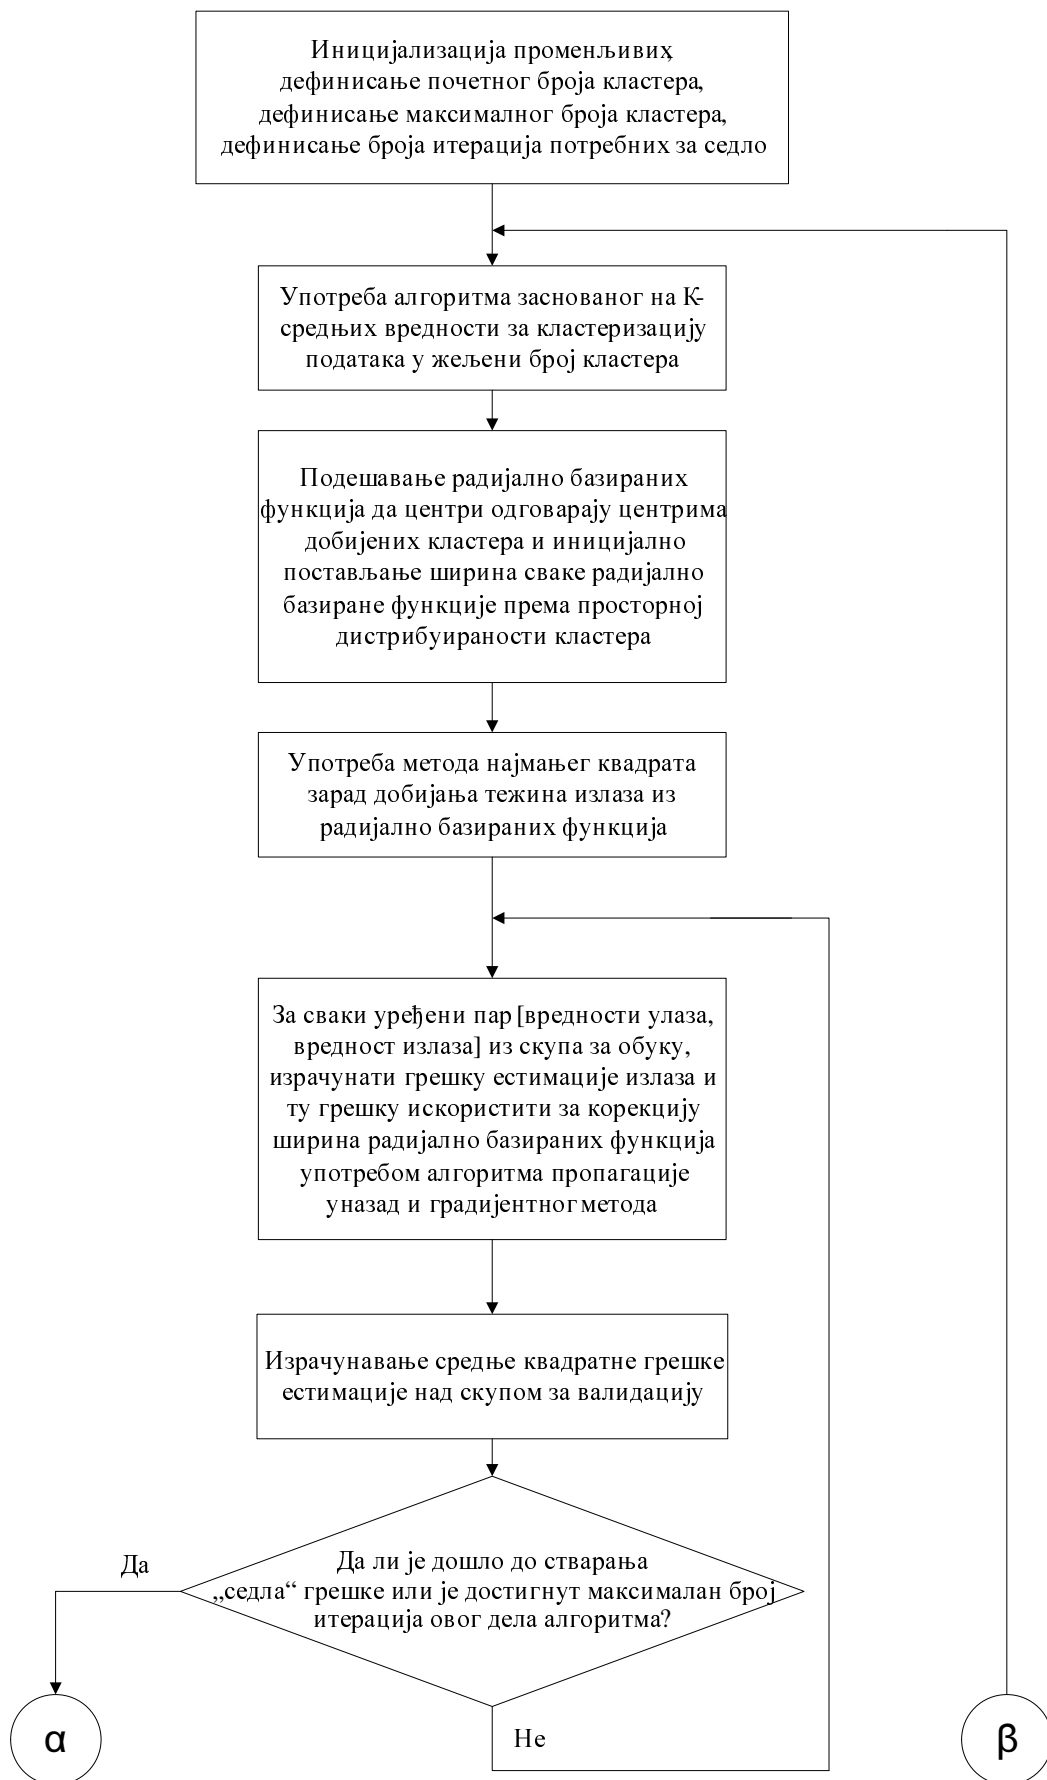 Иницијализација променљивих,
дефинисање почетног броја кластера,
дефинисање максималног броја кластера,
дефинисање броја итерација потребних за седло
Употреба алгоритма заснованог на К-
средњих вредности за кластеризацију
података у жељени број кластера
Подешавање радијално базираних
функција да центри одговарају центрима
добијених кластера и иницијално
постављање ширина сваке радијално
базиране функције према просторној
дистрибуираности кластера
Употреба метода најмањег квадрата
зарад добијања тежина излаза из
радијално базираних функција
За сваки уређени пар [вредности улаза,
вредност излаза] из скупа за обуку,
израчунати грешку естимације излаза и
ту грешку искористити за корекцију
ширина радијално базираних функција
употребом алгоритма пропагације
уназад и градијентног метода
Израчунавање средње квадратне грешке
естимације над скупом за валидацију
Да ли је дошло до стварања
„седла“ грешке или је достигнут максималан број
итерација овог дела алгоритма?
Да
Не
α
β